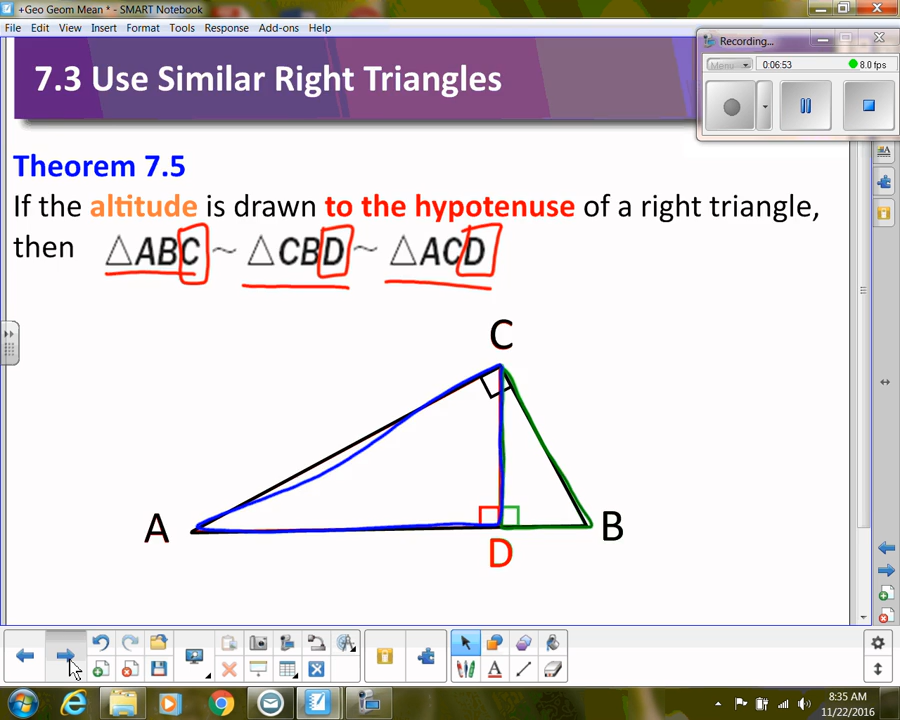 +Geo Geom Mean * - SMART Notebook
File Edit View Insert Format Tools Response Add-ons Help
Recording...
Menu 0:06:53 8.0 fps
7.3 Use Similar Right Triangles
Theorem 7.5
If the altitude is drawn to the hypotenuse of a right triangle,
then △ABC ~ △CBD ~ △ACD
C
A
B
D
A
8:35 AM
11/22/2016